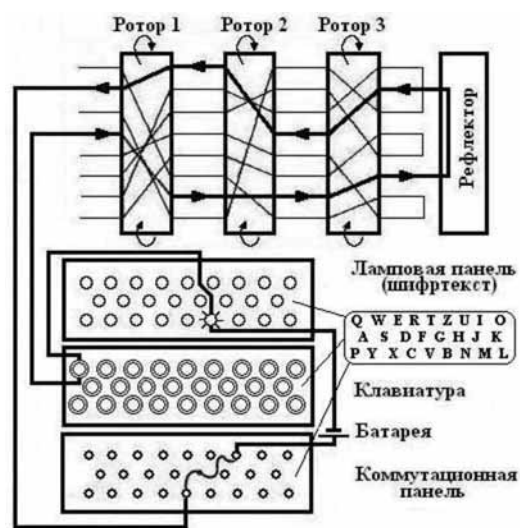 Ротор 1 Ротор 2 Ротор 3
Рефлектор
Ламповая панель
(шифртекст)
Q W E R T Z U I O
A S D F G H J K
P Y X C V B N M L
Клавиатура
Батарея
Коммутационная
панель